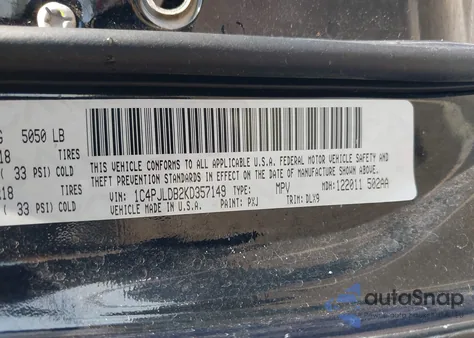 G 5050 LB
18 TIRES
( 33 PSI) COLD
R18 TIRES
( 33 PSI) COLD
THIS VEHICLE CONFORMS TO ALL APPLICABLE U.S.A. FEDERAL MOTOR VEHICLE SAFETY, BUMPER, AND
THEFT PREVENTION STANDARDS IN EFFECT ON THE DATE OF MANUFACTURE SHOWN ABOVE.
VIN: 1C4PJLDB2KD357149 TYPE: MPV MDH: 122011 502AA
MADE IN U.S.A. PAINT: PXJ TRIM: DLX9
autoSnap